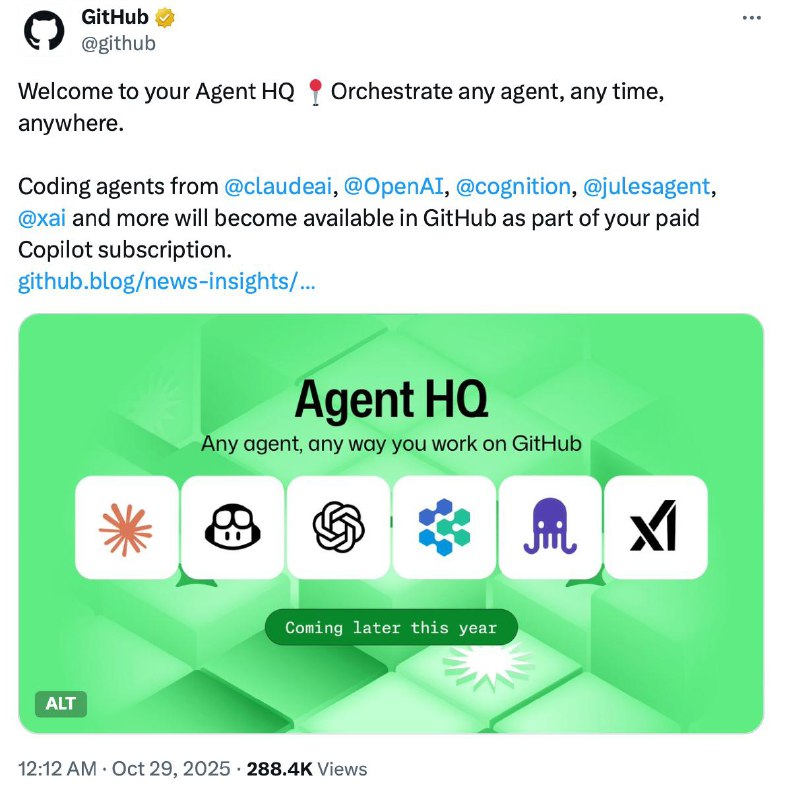 GitHub
@github
Welcome to your Agent HQ 📍 Orchestrate any agent, any time,
anywhere.
Coding agents from @claudeai, @OpenAI, @cognition, @julesagent,
@xai and more will become available in GitHub as part of your paid
Copilot subscription.
github.blog/news-insights/...
Agent HQ
Any agent, any way you work on GitHub
Coming later this year
ALT
12:12 AM · Oct 29, 2025 · 288.4K Views